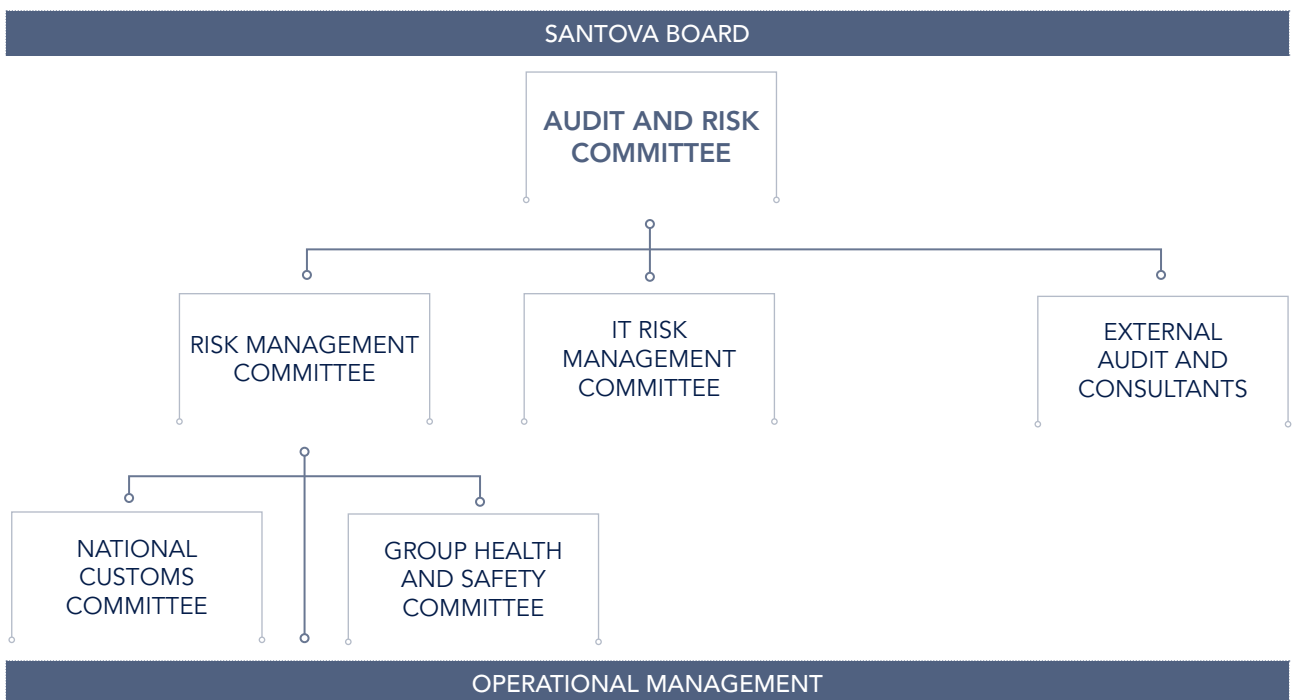 SANTOVA BOARD
AUDIT AND RISK
COMMITTEE
RISK MANAGEMENT
COMMITTEE
IT RISK
MANAGEMENT
COMMITTEE
EXTERNAL
AUDIT AND
CONSULTANTS
NATIONAL
CUSTOMS
COMMITTEE
GROUP HEALTH
AND SAFETY
COMMITTEE
OPERATIONAL MANAGEMENT